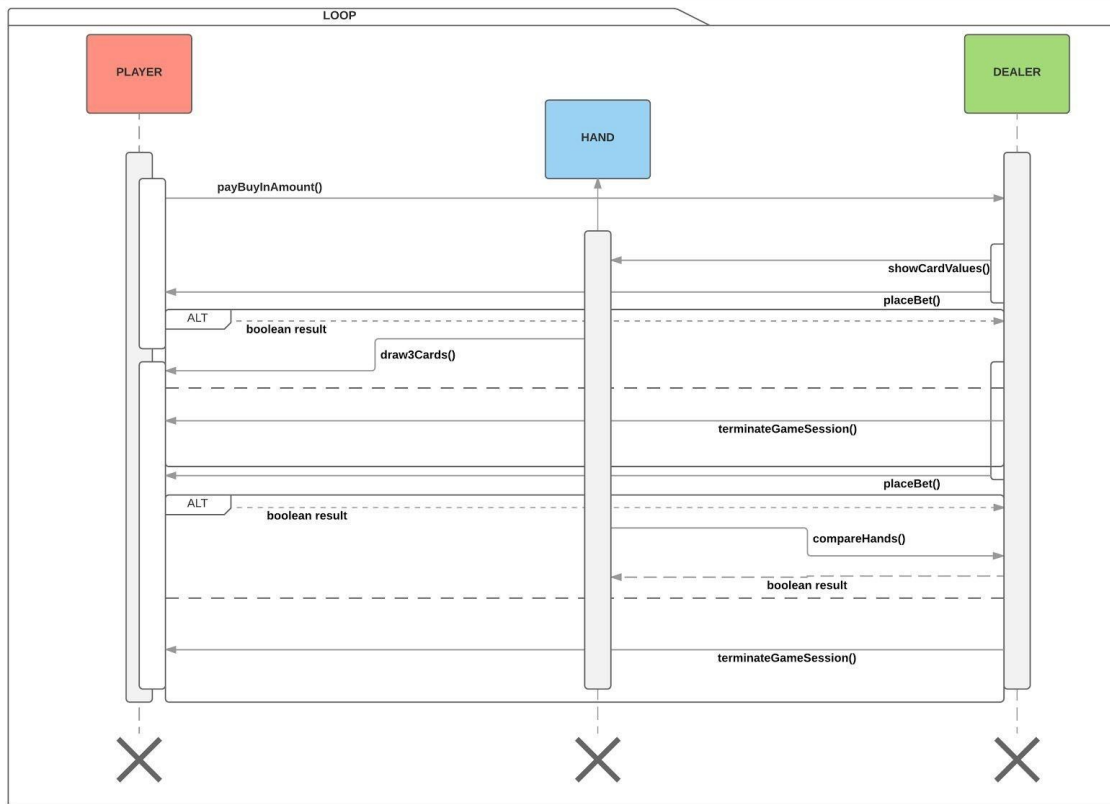 LOOP
PLAYER
DEALER
HAND
payBuyInAmount()
showCardValues()
placeBet()
ALT
boolean result
draw3Cards()
terminateGameSession()
placeBet()
ALT
boolean result
compareHands()
boolean result
terminateGameSession()